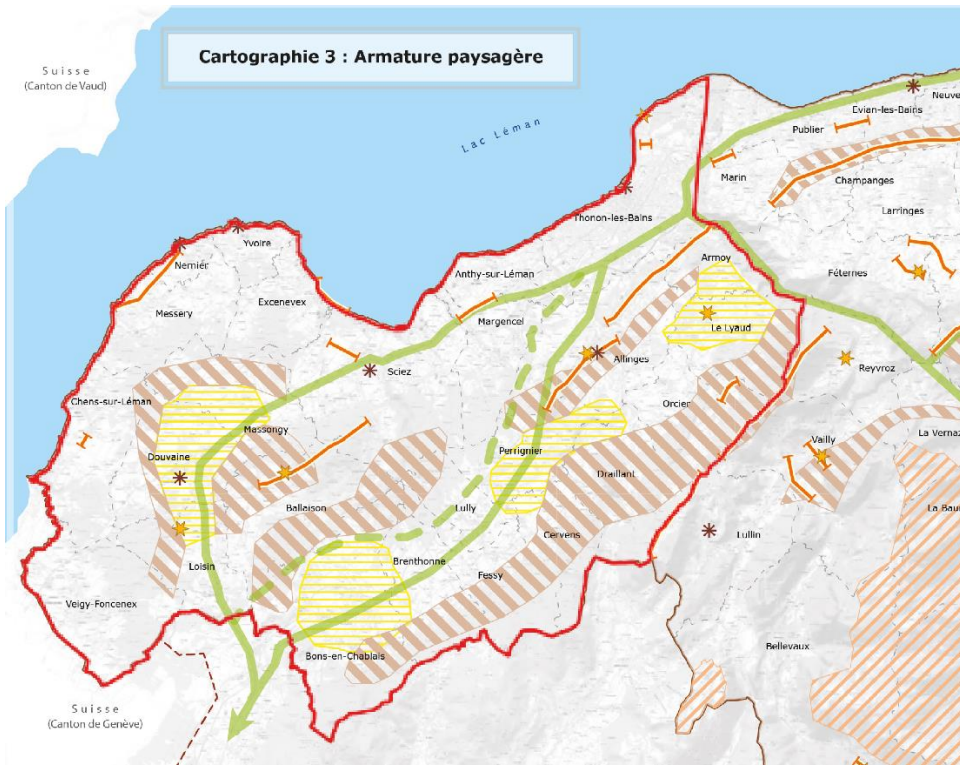 Cartographie 3 : Armature paysagère
Suisse
(Canton de Vaud)
Lac Léman
Evian-les-Bains
Neuve
Publier
Marin
Champanges
Larringes
Thonon-les-Bains
Yvoire
Nernier
Armoy
Féternes
Anthy-sur-Léman
Excenevex
Messery
Margencel
Le Lyaud
Allinges
Reyvroz
Sciez
Orcier
Chens-sur-Léman
Massongy
La Vernaz
Vailly
Perrignier
Douvaine
Draillant
Ballaison
Lully
La Baum
Cervens
Lullin
Brenthonne
Loisin
Fessy
Veigy-Foncenex
Bellevaux
Bons-en-Chablais
Suisse
(Canton de Genève)